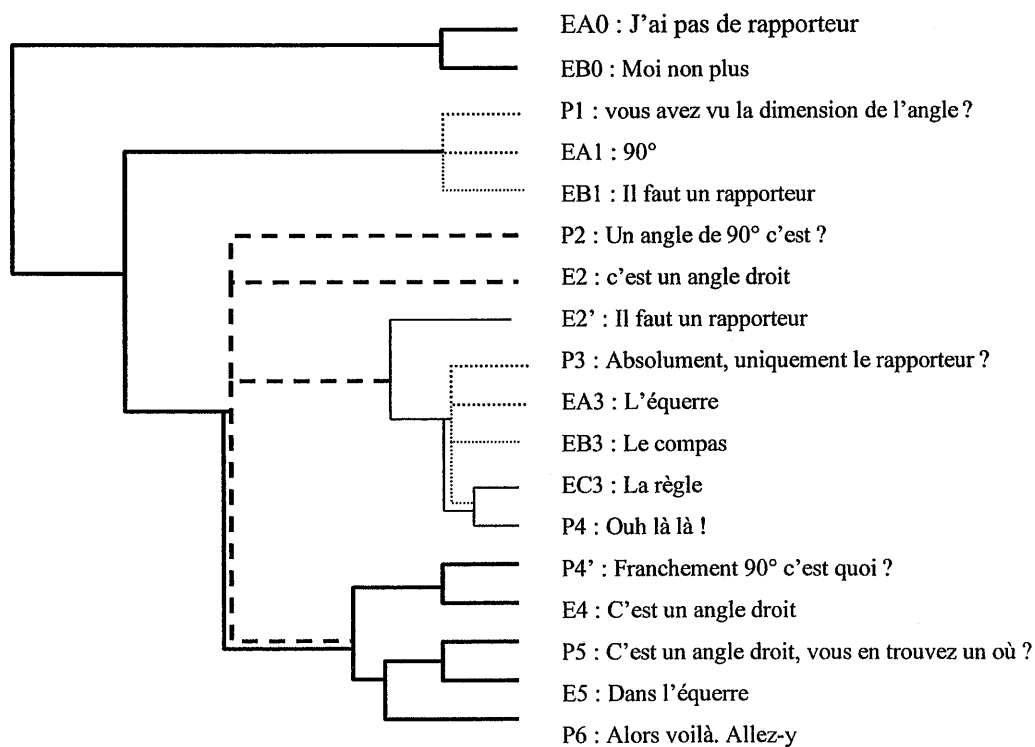 EA0 : J'ai pas de rapporteur
EB0 : Moi non plus
P1 : vous avez vu la dimension de l'angle ?
EA1 : 90°
EB1 : Il faut un rapporteur
P2 : Un angle de 90° c'est ?
E2 : c'est un angle droit
E2' : Il faut un rapporteur
P3 : Absolument, uniquement le rapporteur ?
EA3 : L'équerre
EB3 : Le compas
EC3 : La règle
P4 : Ouh là là !
P4' : Franchement 90° c'est quoi ?
E4 : C'est un angle droit
P5 : C'est un angle droit, vous en trouvez un où ?
E5 : Dans l'équerre
P6 : Alors voilà. Allez-y